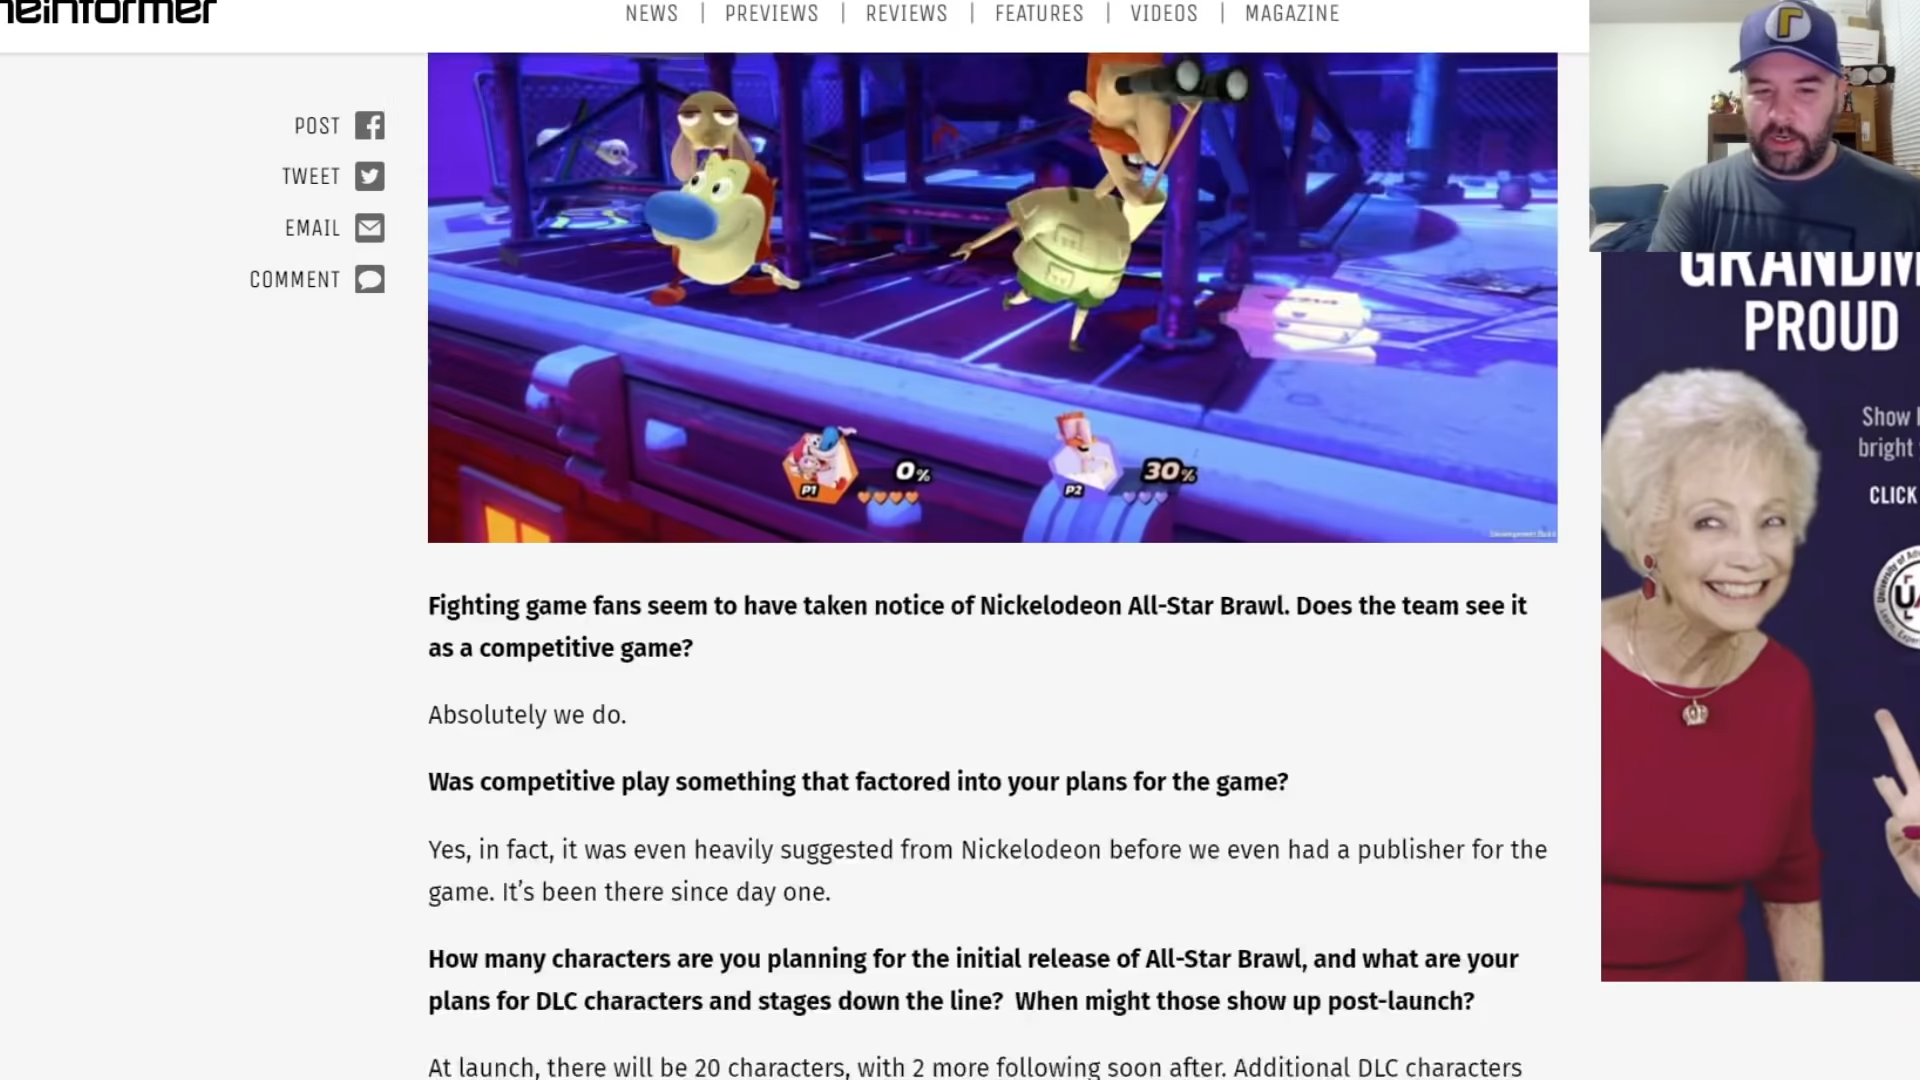 neinformer
NEWS | PREVIEWS | REVIEWS | FEATURES | VIDEOS | MAGAZINE
POST
TWEET
EMAIL
COMMENT
P1 0%
P2 30%
GRANDM
PROUD
Show
bright
CLICK
Fighting game fans seem to have taken notice of Nickelodeon All-Star Brawl. Does the team see it
as a competitive game?
Absolutely we do.
Was competitive play something that factored into your plans for the game?
Yes, in fact, it was even heavily suggested from Nickelodeon before we even had a publisher for the
game. It’s been there since day one.
How many characters are you planning for the initial release of All-Star Brawl, and what are your
plans for DLC characters and stages down the line?  When might those show up post-launch?
At launch, there will be 20 characters, with 2 more following soon after. Additional DLC characters